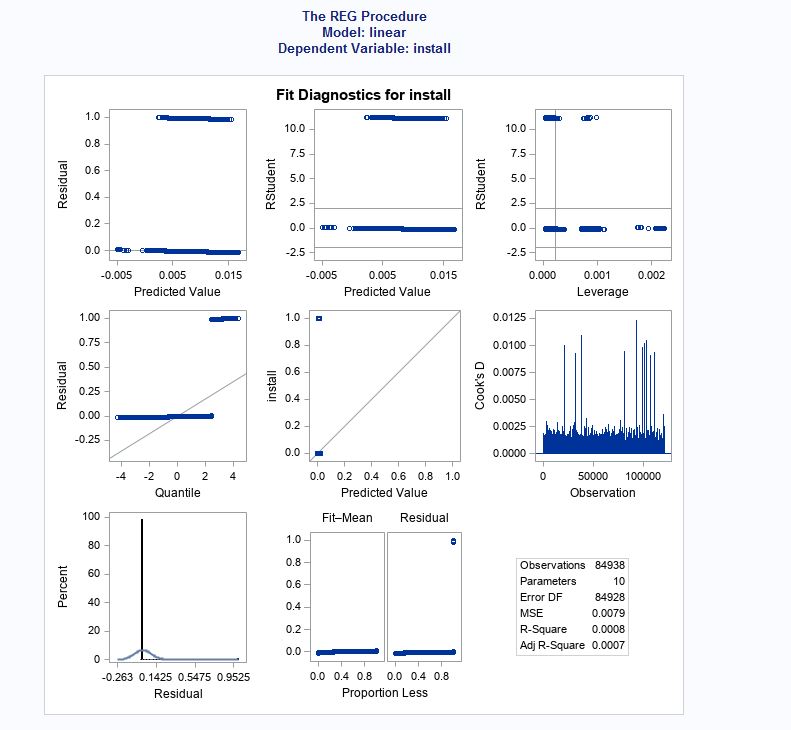 The REG Procedure
Model: linear
Dependent Variable: install
Fit Diagnostics for install
Residual
1.0
0.8
0.6
0.4
0.2
0.0
-0.005 0.005 0.015
Predicted Value
RStudent
10.0
7.5
5.0
2.5
0.0
-2.5
-0.005 0.005 0.015
Predicted Value
RStudent
10.0
7.5
5.0
2.5
0.0
-2.5
0.000 0.001 0.002
Leverage
Residual
1.00
0.75
0.50
0.25
0.00
-0.25
-4 -2 0 2 4
Quantile
install
1.0
0.8
0.6
0.4
0.2
0.0
0.0 0.2 0.4 0.6 0.8 1.0
Predicted Value
Cook's D
0.0125
0.0100
0.0075
0.0050
0.0025
0.0000
0 50000 100000
Observation
Percent
100
80
60
40
20
0
-0.263 0.1425 0.5475 0.9525
Residual
Fit–Mean Residual
1.0
0.8
0.6
0.4
0.2
0.0
0.0 0.4 0.8 0.0 0.4 0.8
Proportion Less
Observations 84938
Parameters 10
Error DF 84928
MSE 0.0079
R-Square 0.0008
Adj R-Square 0.0007